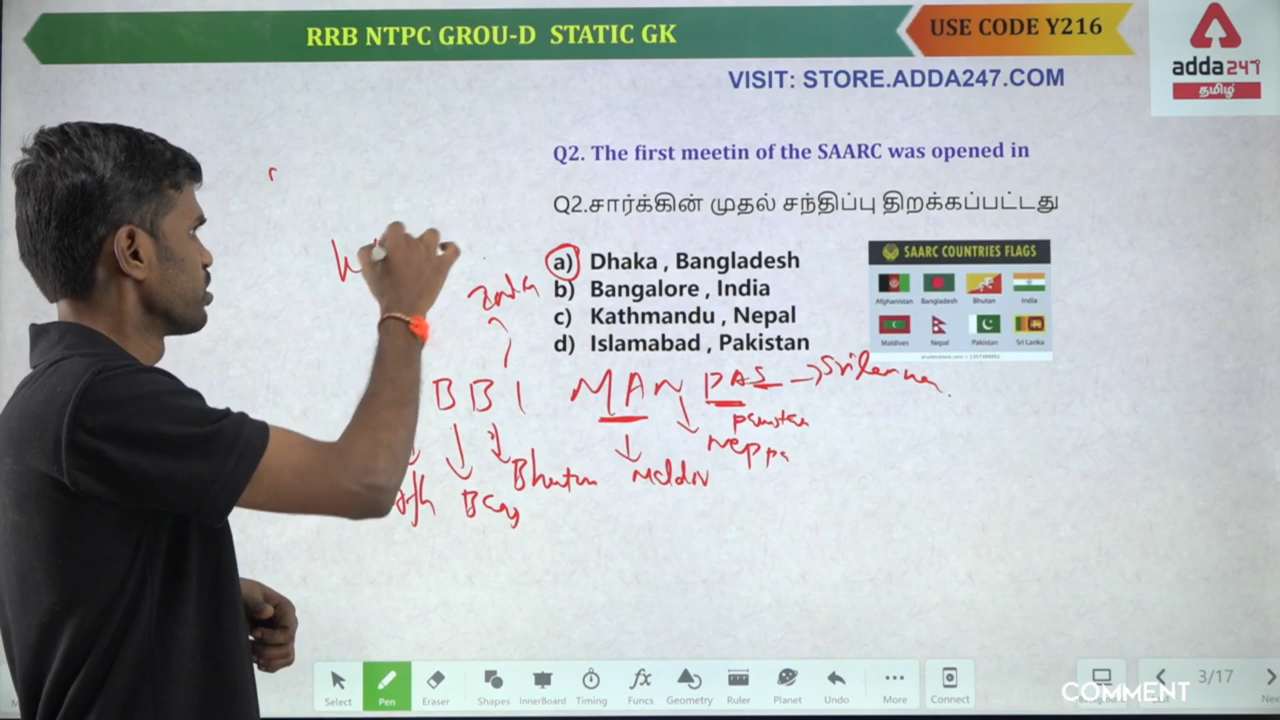 RRB NTPC GROU-D STATIC GK
USE CODE Y216
adda247
தமிழ்
VISIT: STORE.ADDA247.COM
Q2. The first meetin of the SAARC was opened in
Q2.சார்க்கின் முதல் சந்திப்பு திறக்கப்பட்டது
a) Dhaka , Bangladesh
b) Bangalore , India
c) Kathmandu , Nepal
d) Islamabad , Pakistan
SAARC COUNTRIES FLAGS
Afghanistan Bangladesh Bhutan India
Maldives Nepal Pakistan Sri Lanka
B B I MAN PAS
Bhutan
Select Pen Eraser Shapes InnerBoard Timing Funcs Geometry Ruler Planet Undo More Connect
3/17
COMMENT